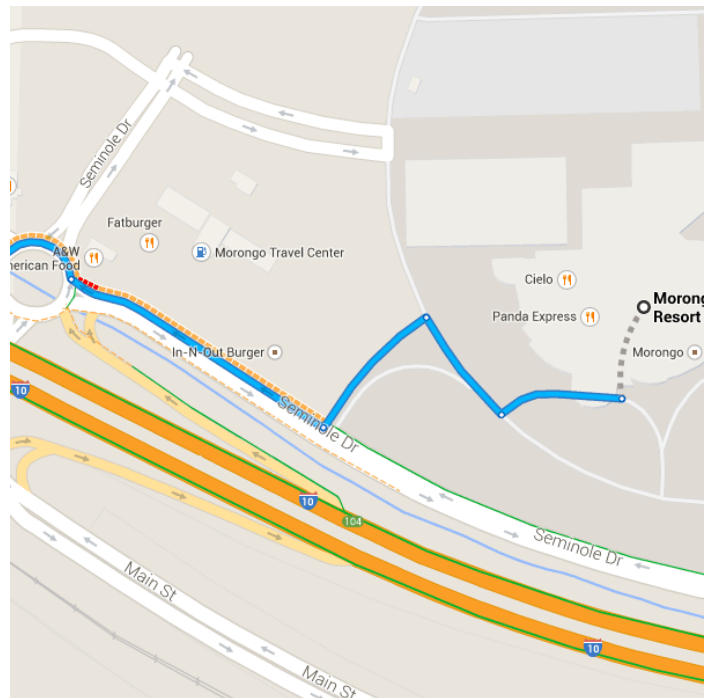 Seminole Dr
Fatburger
A&W
merican Food
Morongo Travel Center
Cielo
Panda Express
Morong
Resort
Morongo
In-N-Out Burger
Seminole Dr
10
10
104
Seminole Dr
Main St
10
Main St